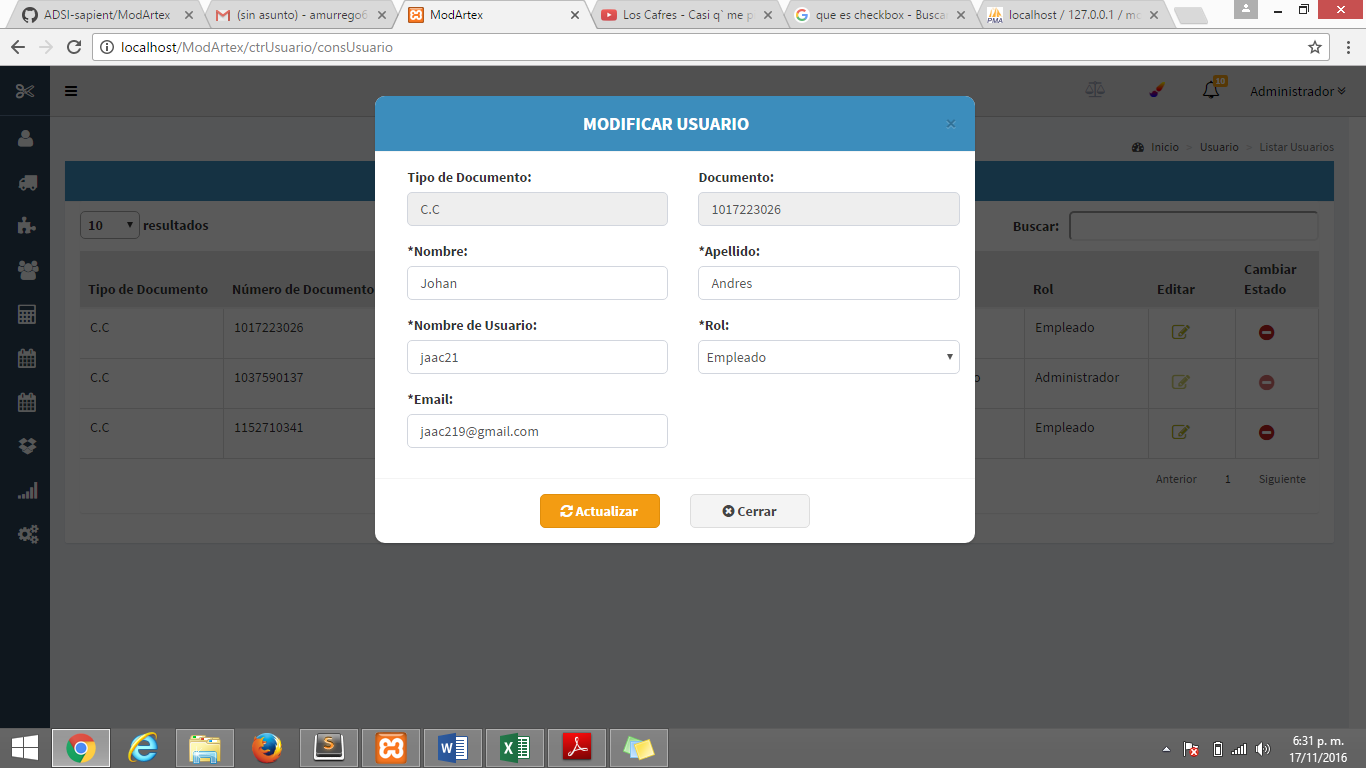 ADSI-sapient/ModArtex
(sin asunto) - amurrego6
ModArtex
Los Cafres - Casi q` me p
que es checkbox - Busca
localhost / 127.0.0.1 / mo
localhost/ModArtex/ctrUsuario/consUsuario
10
Administrador
MODIFICAR USUARIO
×
Inicio > Usuario > Listar Usuarios
Tipo de Documento:
Documento:
C.C
1017223026
10 resultados
Buscar:
*Nombre:
*Apellido:
Johan
Andres
Tipo de Documento
Número de Documento
Rol
Editar
Cambiar Estado
*Nombre de Usuario:
*Rol:
jaac21
Empleado
C.C
1017223026
Empleado
C.C
1037590137
o
Administrador
*Email:
jaac219@gmail.com
C.C
1152710341
Empleado
Anterior 1 Siguiente
Actualizar
Cerrar
6:31 p. m.
17/11/2016